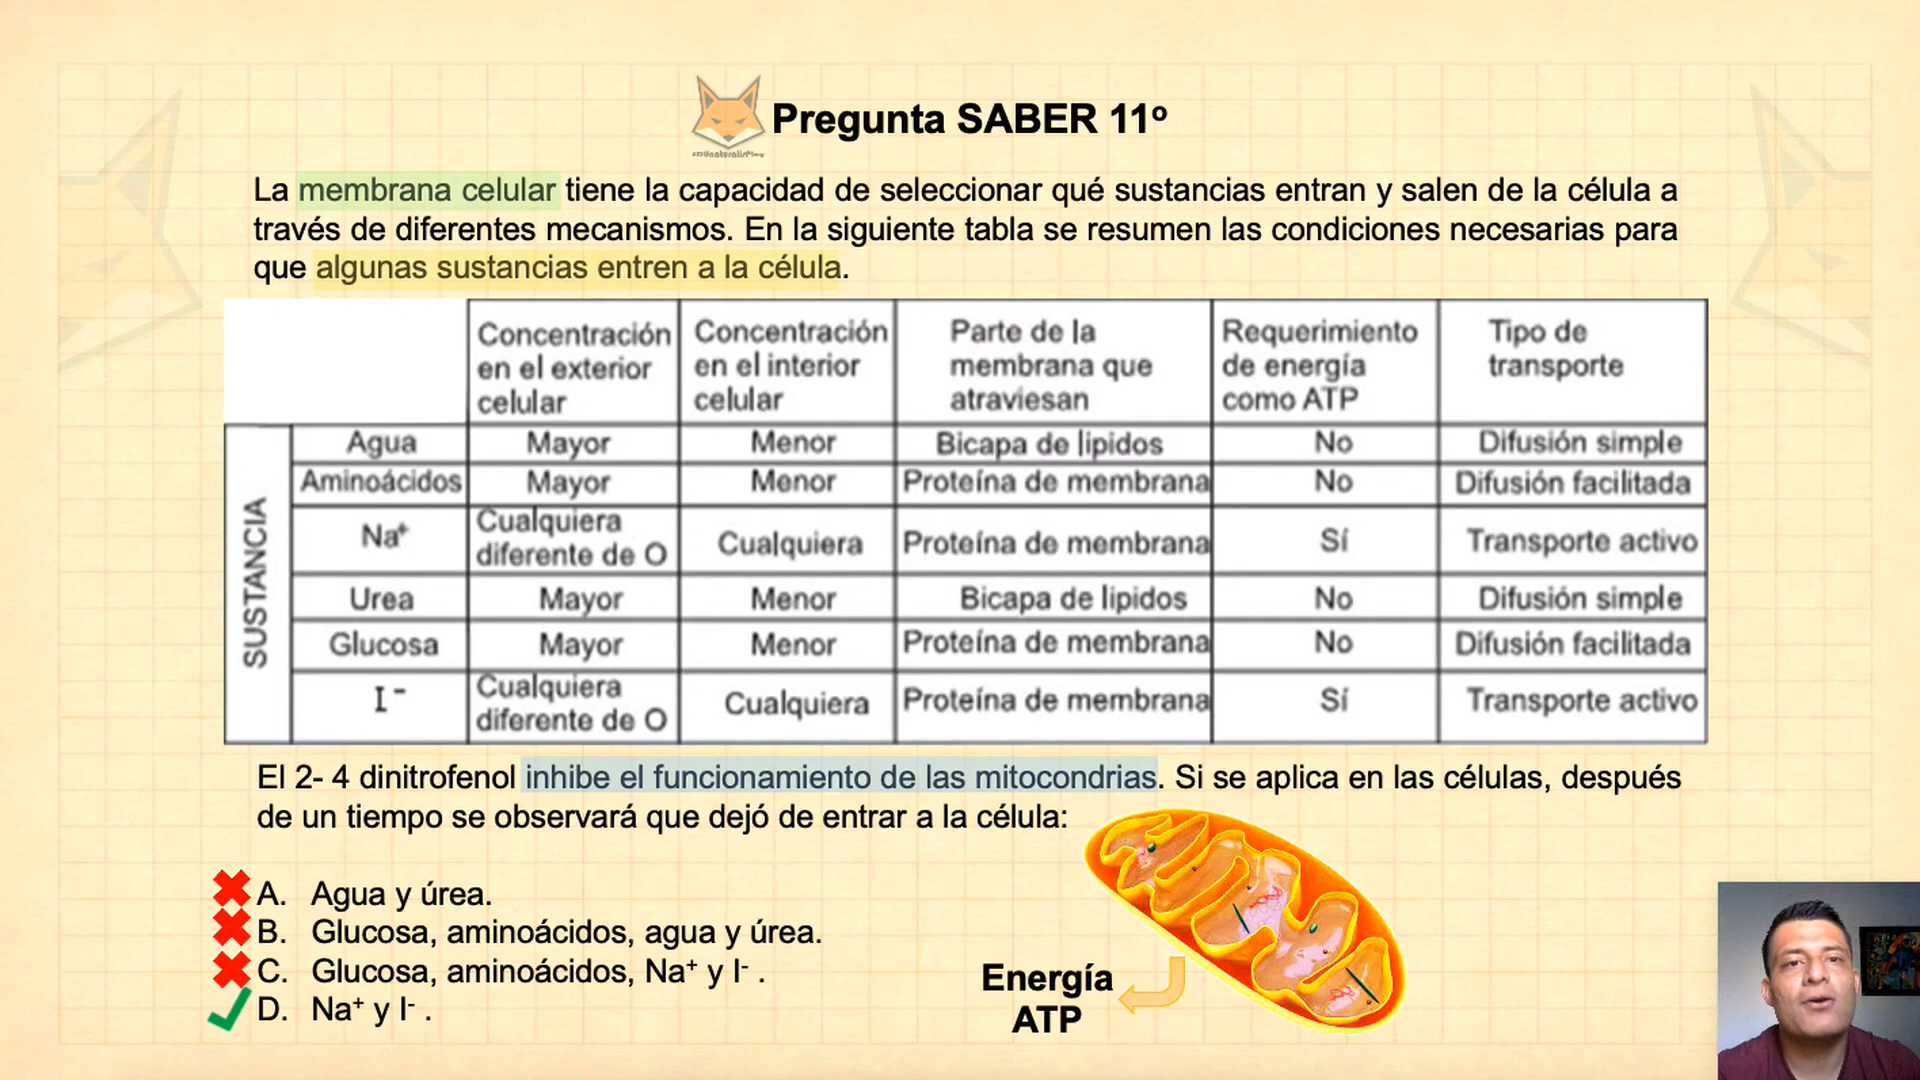 Pregunta SABER 11º
La membrana celular tiene la capacidad de seleccionar qué sustancias entran y salen de la célula a
través de diferentes mecanismos. En la siguiente tabla se resumen las condiciones necesarias para
que algunas sustancias entren a la célula.
Concentración en el exterior celular
Concentración en el interior celular
Parte de la membrana que atraviesan
Requerimiento de energía como ATP
Tipo de transporte
SUSTANCIA
Agua Mayor Menor Bicapa de lipidos No Difusión simple
Aminoácidos Mayor Menor Proteína de membrana No Difusión facilitada
Na⁺ Cualquiera diferente de O Cualquiera Proteína de membrana Sí Transporte activo
Urea Mayor Menor Bicapa de lipidos No Difusión simple
Glucosa Mayor Menor Proteína de membrana No Difusión facilitada
I⁻ Cualquiera diferente de O Cualquiera Proteína de membrana Sí Transporte activo
El 2- 4 dinitrofenol inhibe el funcionamiento de las mitocondrias. Si se aplica en las células, después
de un tiempo se observará que dejó de entrar a la célula:
A. Agua y úrea.
B. Glucosa, aminoácidos, agua y úrea.
C. Glucosa, aminoácidos, Na⁺ y I⁻ .
D. Na⁺ y I⁻ .
Energía
ATP